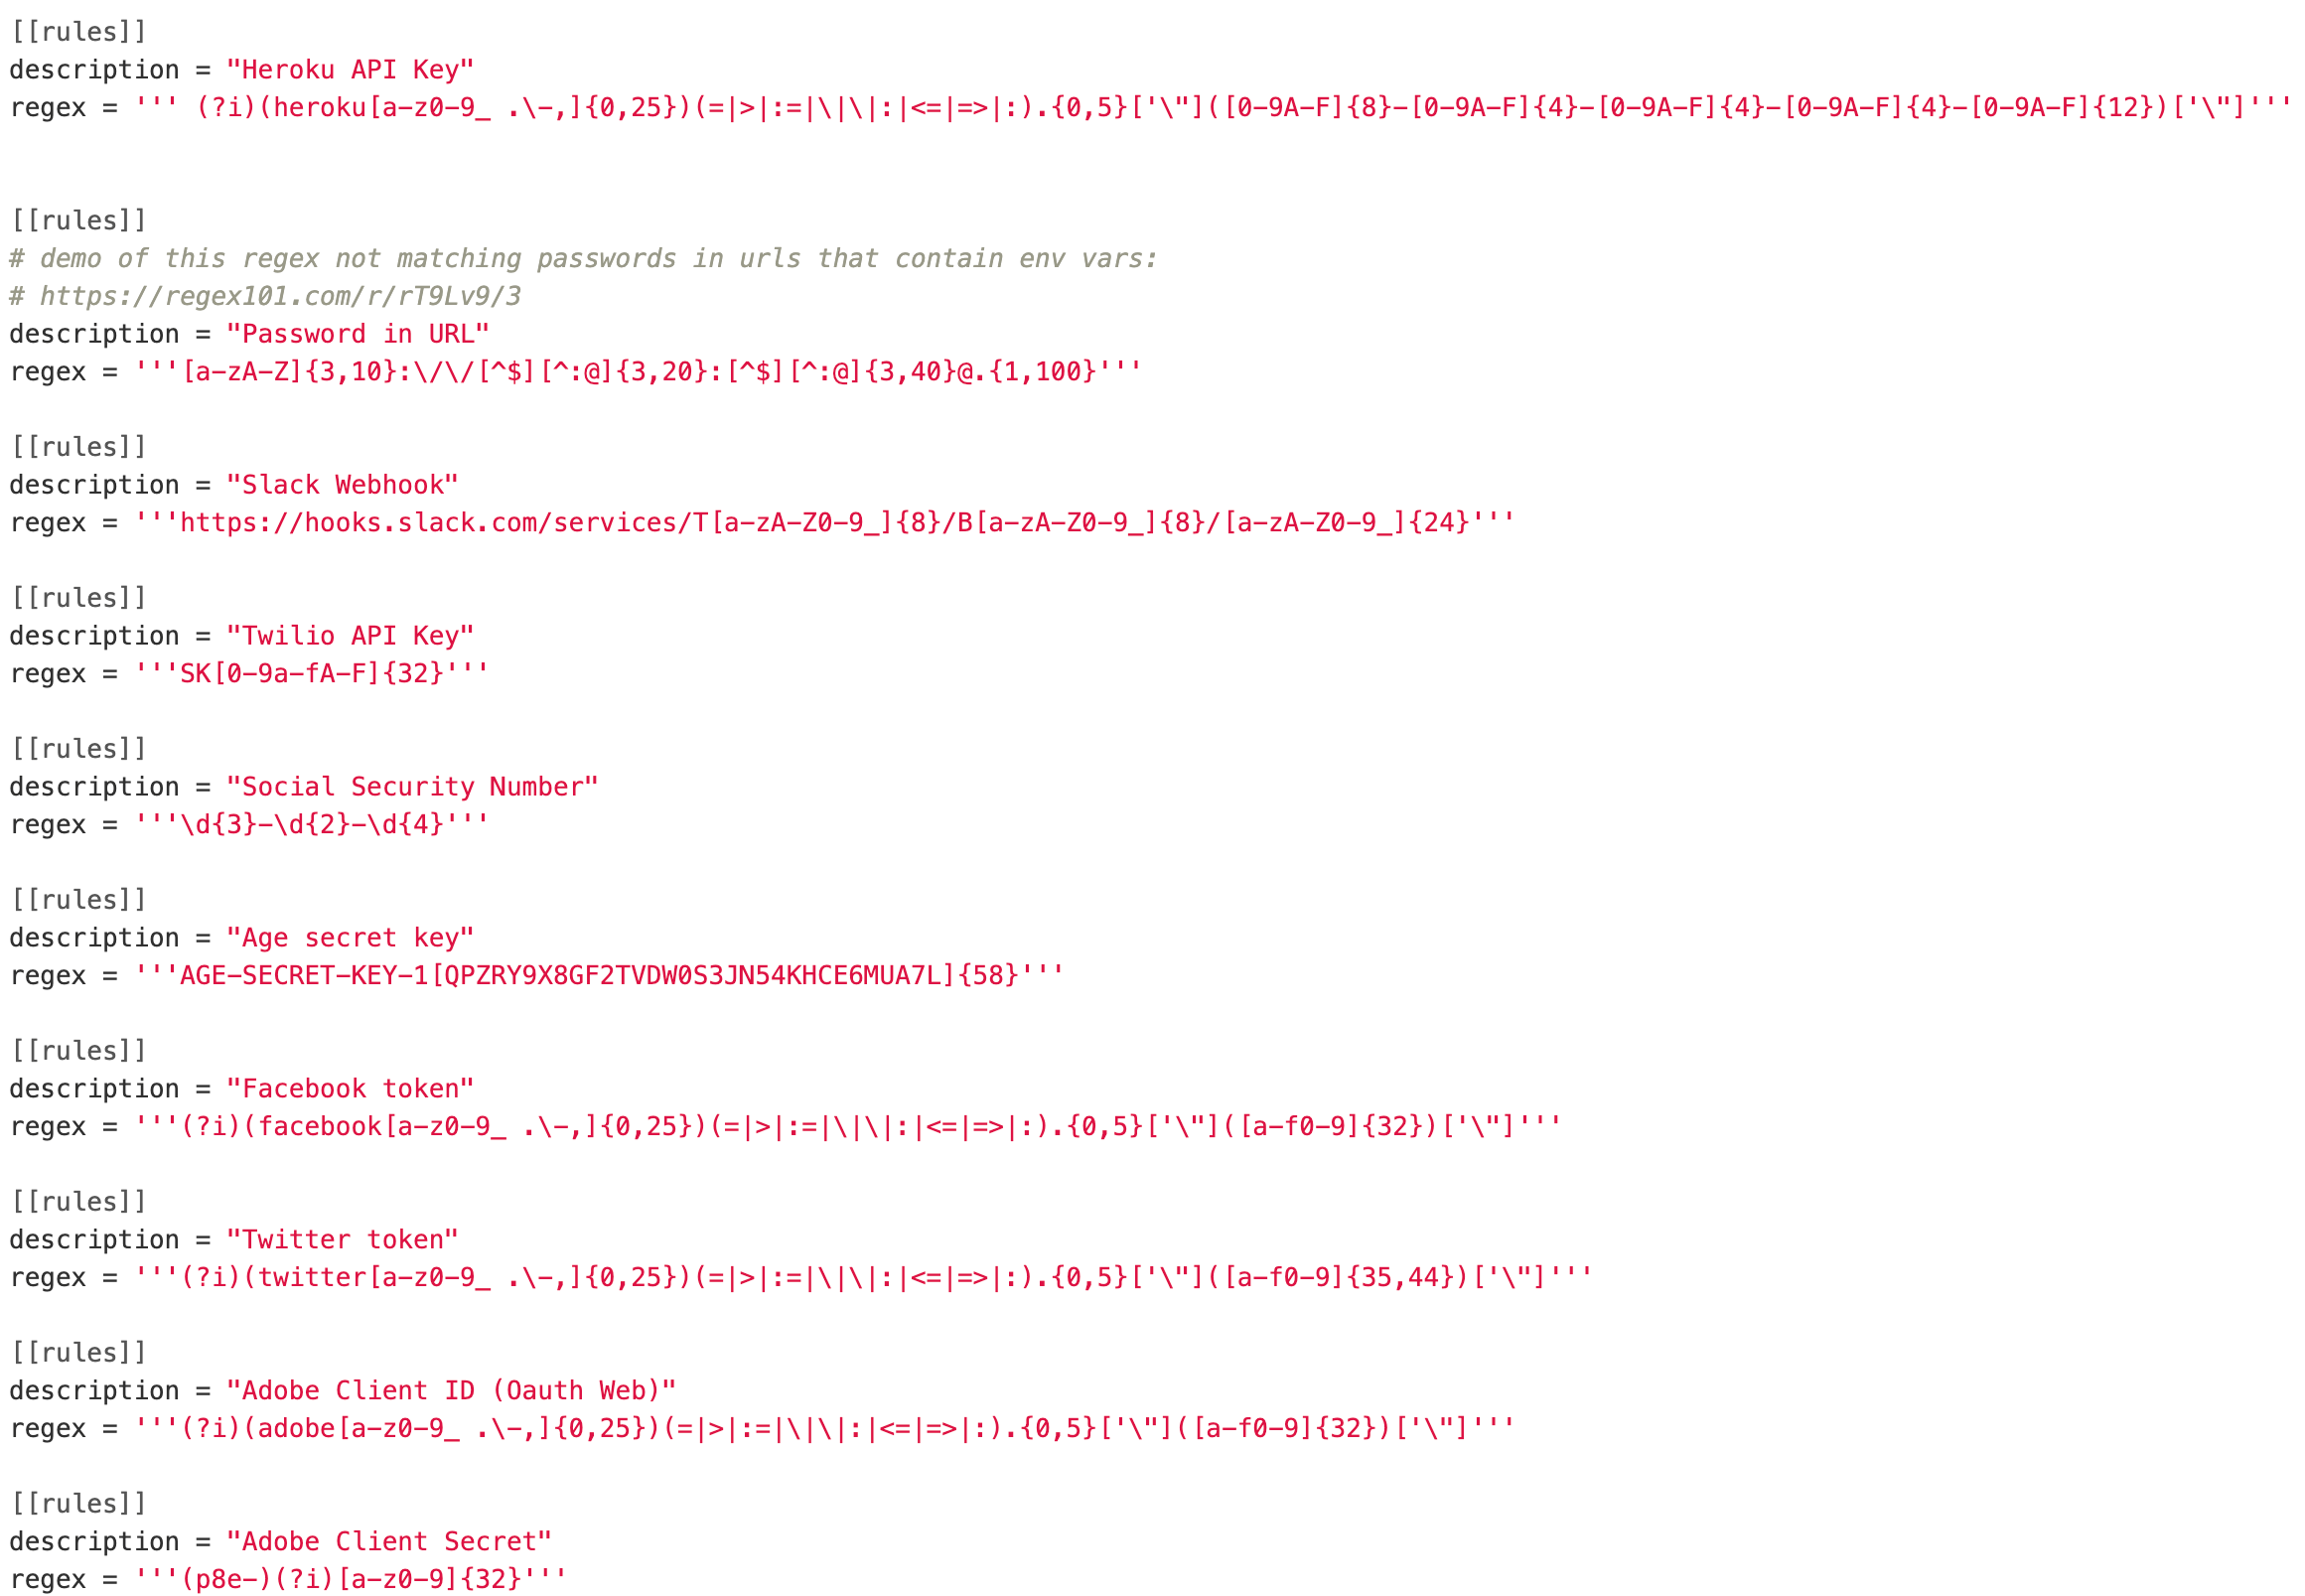 [[rules]]
description = "Heroku API Key"
regex = ''' (?i)(heroku[a-z0-9_ .\-,]{0,25})(=|>|:=|\|\|:|<=|=>|:).{0,5}['\"]([0-9A-F]{8}-[0-9A-F]{4}-[0-9A-F]{4}-[0-9A-F]{4}-[0-9A-F]{12})['\"]'''
[[rules]]
# demo of this regex not matching passwords in urls that contain env vars:
# https://regex101.com/r/rT9Lv9/3
description = "Password in URL"
regex = '''[a-zA-Z]{3,10}:\/\/[^$][^:@]{3,20}:[^$][^:@]{3,40}@.{1,100}'''
[[rules]]
description = "Slack Webhook"
regex = '''https://hooks.slack.com/services/T[a-zA-Z0-9_]{8}/B[a-zA-Z0-9_]{8}/[a-zA-Z0-9_]{24}'''
[[rules]]
description = "Twilio API Key"
regex = '''SK[0-9a-fA-F]{32}'''
[[rules]]
description = "Social Security Number"
regex = '''\d{3}-\d{2}-\d{4}'''
[[rules]]
description = "Age secret key"
regex = '''AGE-SECRET-KEY-1[QPZRY9X8GF2TVDW0S3JN54KHCE6MUA7L]{58}'''
[[rules]]
description = "Facebook token"
regex = '''(?i)(facebook[a-z0-9_ .\-,]{0,25})(=|>|:=|\|\|:|<=|=>|:).{0,5}['\"]([a-f0-9]{32})['\"]'''
[[rules]]
description = "Twitter token"
regex = '''(?i)(twitter[a-z0-9_ .\-,]{0,25})(=|>|:=|\|\|:|<=|=>|:).{0,5}['\"]([a-f0-9]{35,44})['\"]'''
[[rules]]
description = "Adobe Client ID (Oauth Web)"
regex = '''(?i)(adobe[a-z0-9_ .\-,]{0,25})(=|>|:=|\|\|:|<=|=>|:).{0,5}['\"]([a-f0-9]{32})['\"]'''
[[rules]]
description = "Adobe Client Secret"
regex = '''(p8e-)(?i)[a-z0-9]{32}'''